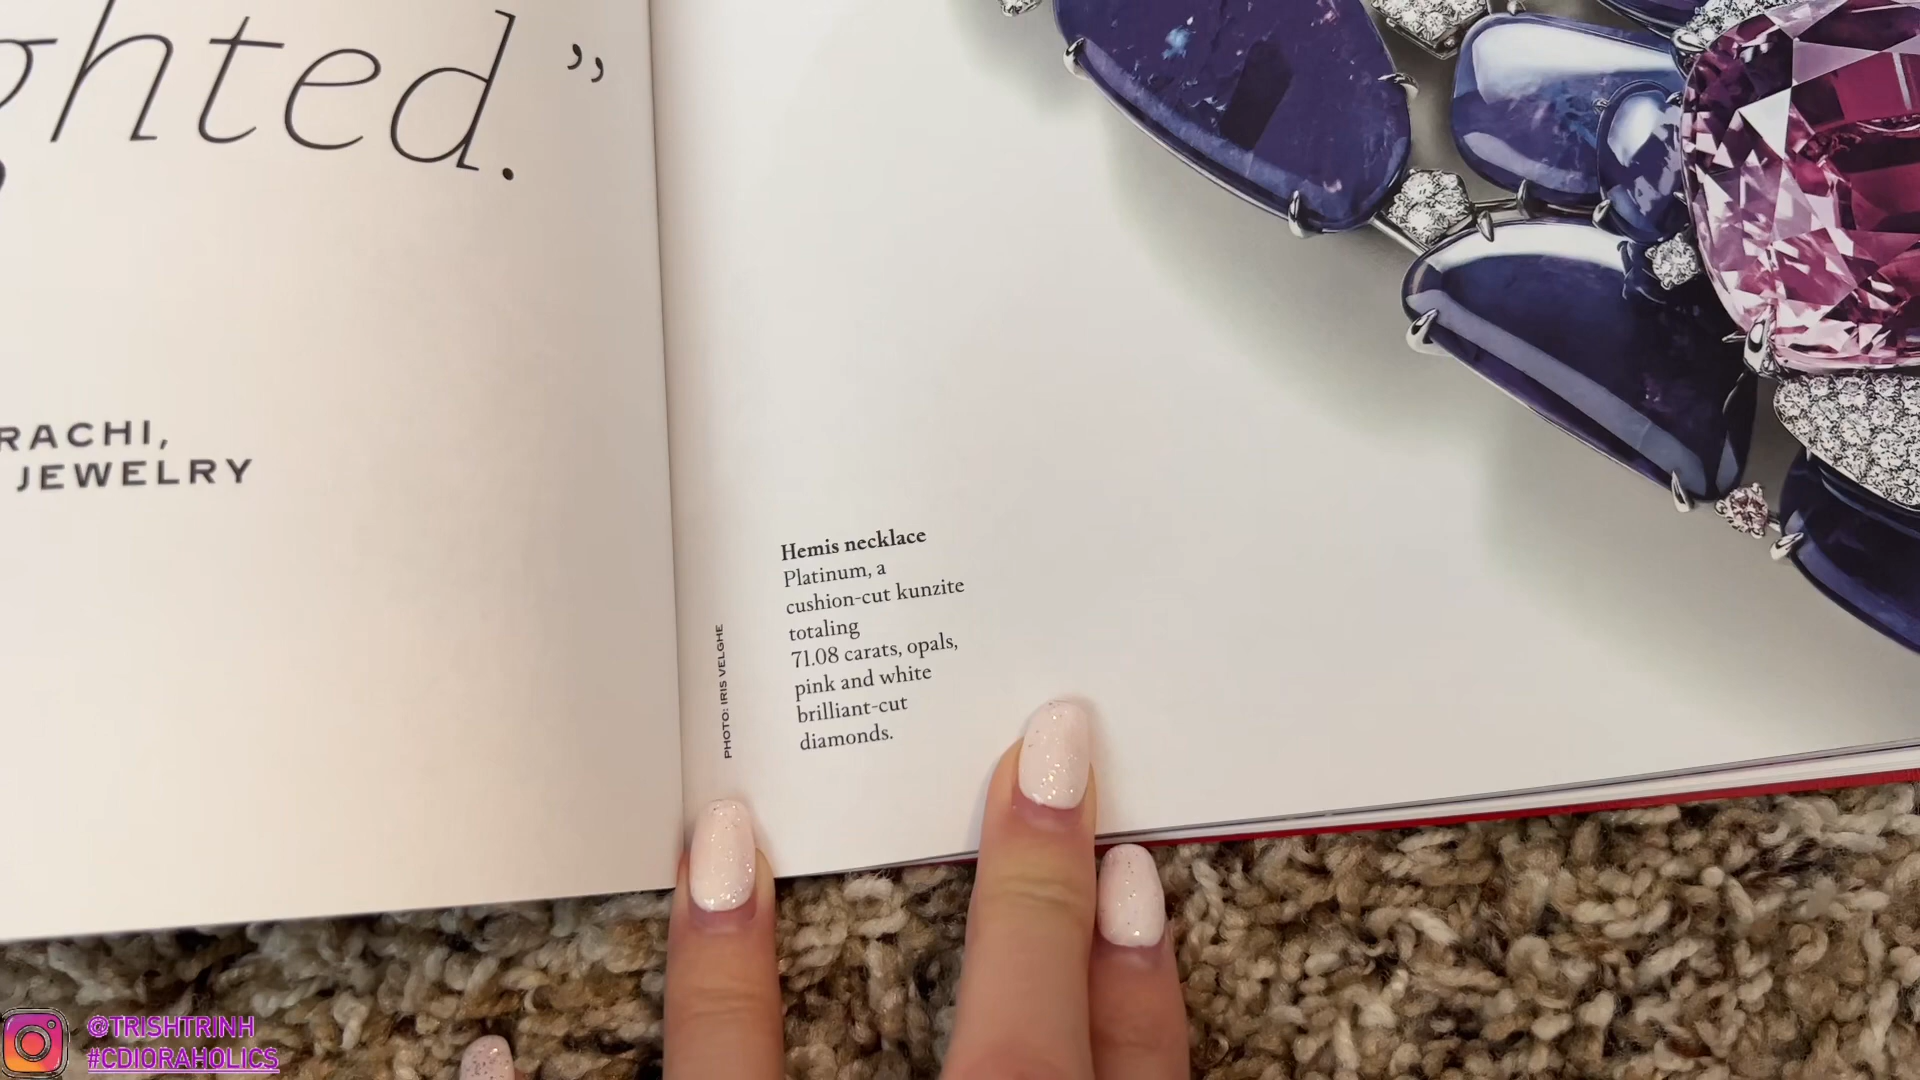 ghted.”
RACHI,
JEWELRY
Hemis necklace
Platinum, a
cushion-cut kunzite
totaling
71.08 carats, opals,
pink and white
brilliant-cut
diamonds.
PHOTO: IRIS VELGHE
@TRISHTRINH
#CDIORAHOLICS